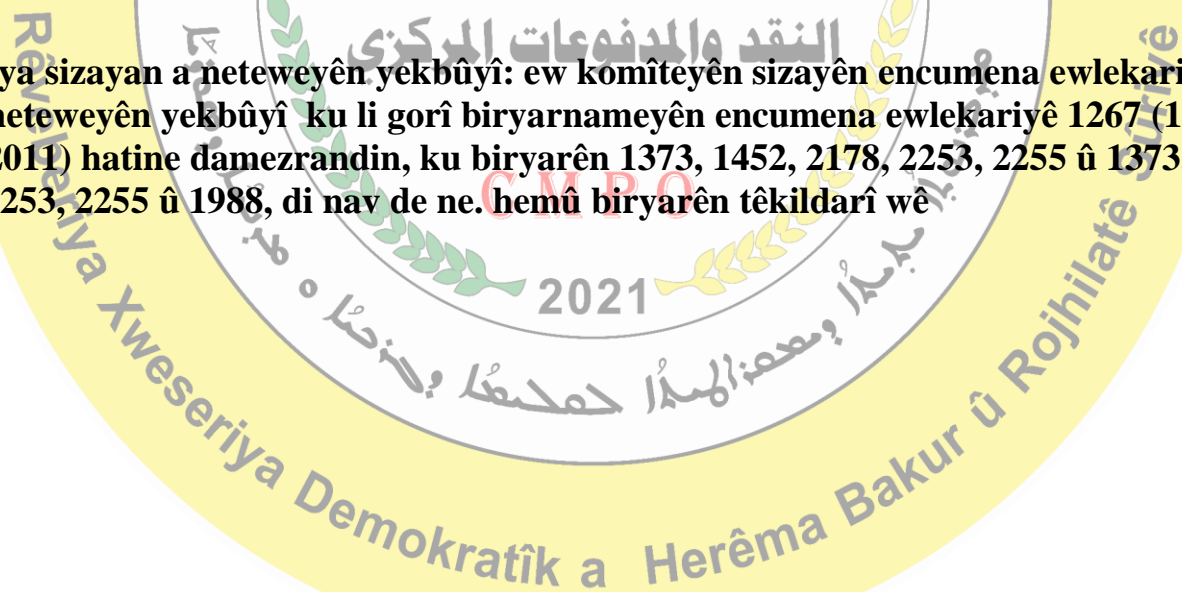 النقد والمدفوعات المركزي
ya sizayan a neteweyên yekbûyî: ew komîteyên sizayên encumena ewlekari
neteweyên yekbûyî ku li gorî biryarnameyên encumena ewlekariyê 1267 (1
2011) hatine damezrandin, ku biryarên 1373, 1452, 2178, 2253, 2255 û 1373
253, 2255 û 1988, di nav de ne. hemû biryarên têkildarî wê
C M P O
2021
Rêveberiya Xweseriya Demokratîk a Herêma Bakur û Rojhilatê Sûriyê